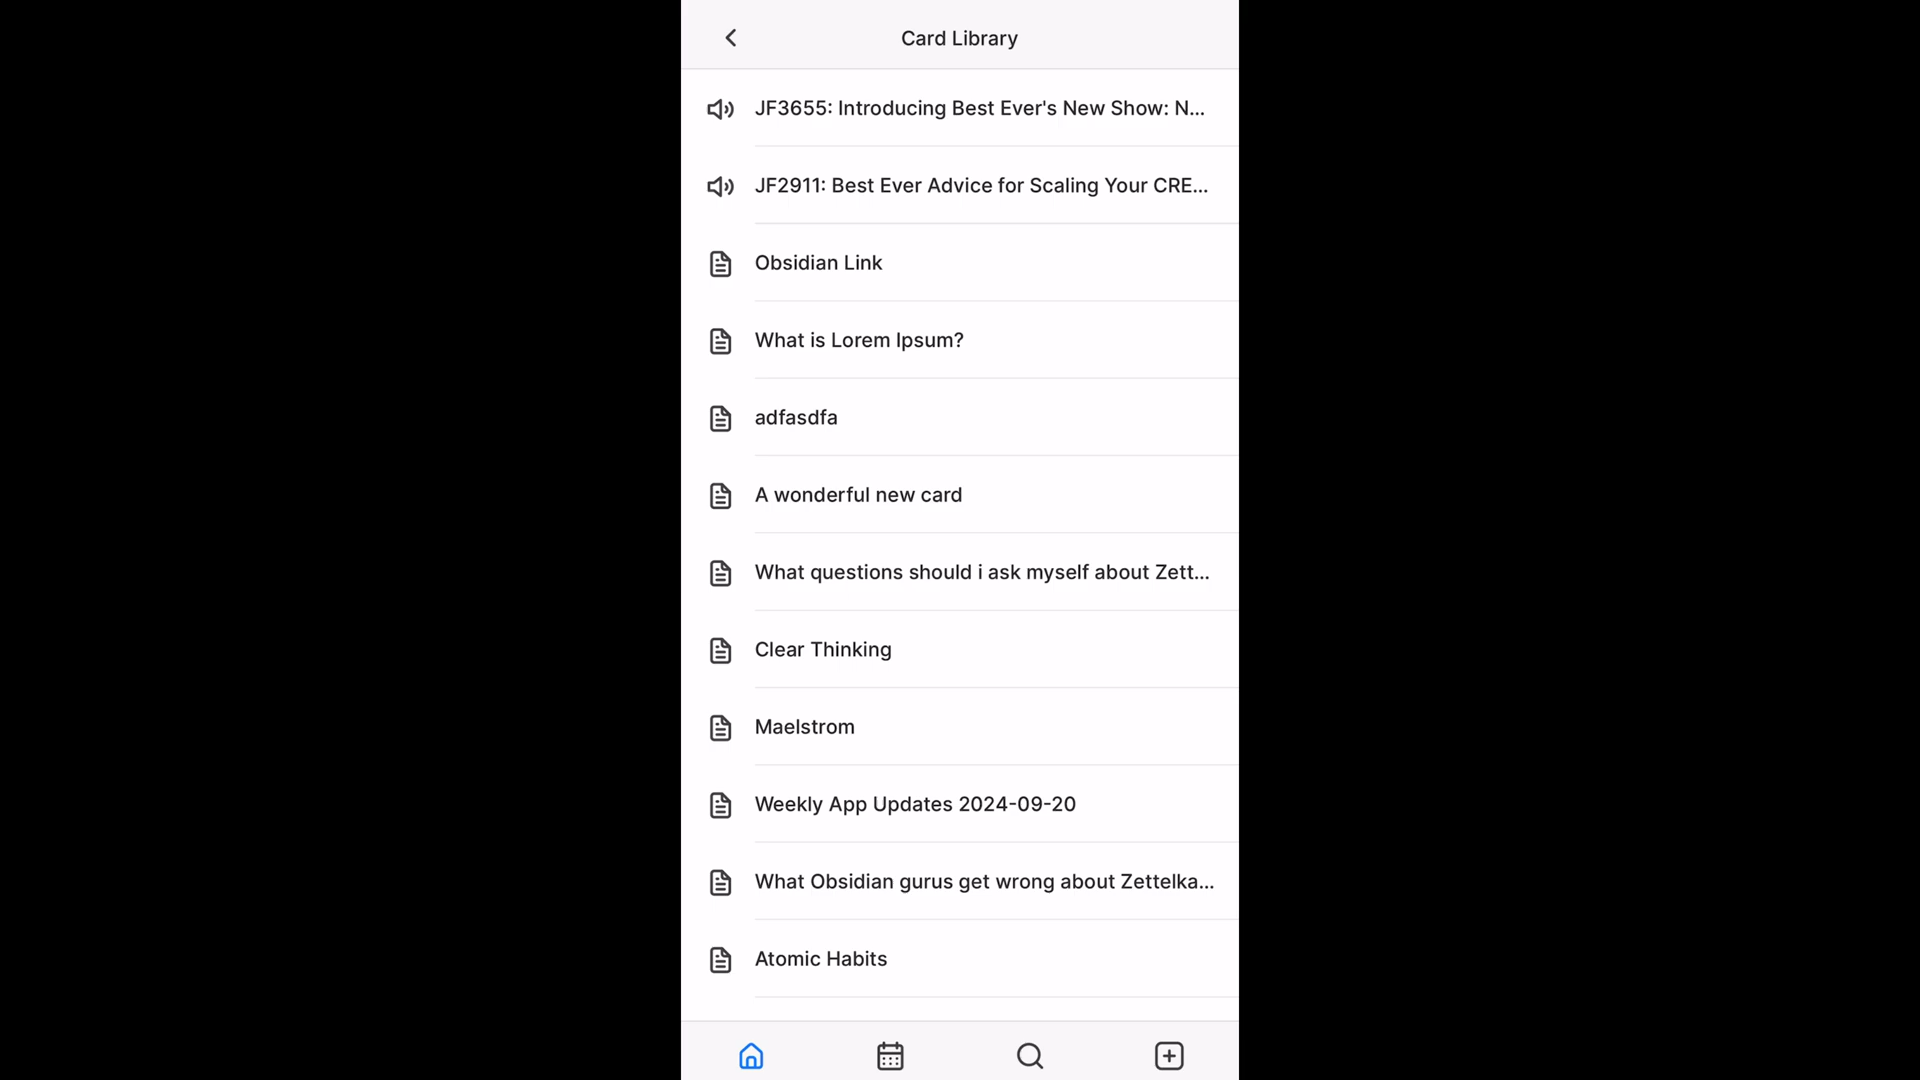 Card Library
JF3655: Introducing Best Ever's New Show: N...
JF2911: Best Ever Advice for Scaling Your CRE...
Obsidian Link
What is Lorem Ipsum?
adfasdfa
A wonderful new card
What questions should i ask myself about Zett...
Clear Thinking
Maelstrom
Weekly App Updates 2024-09-20
What Obsidian gurus get wrong about Zettelka...
Atomic Habits